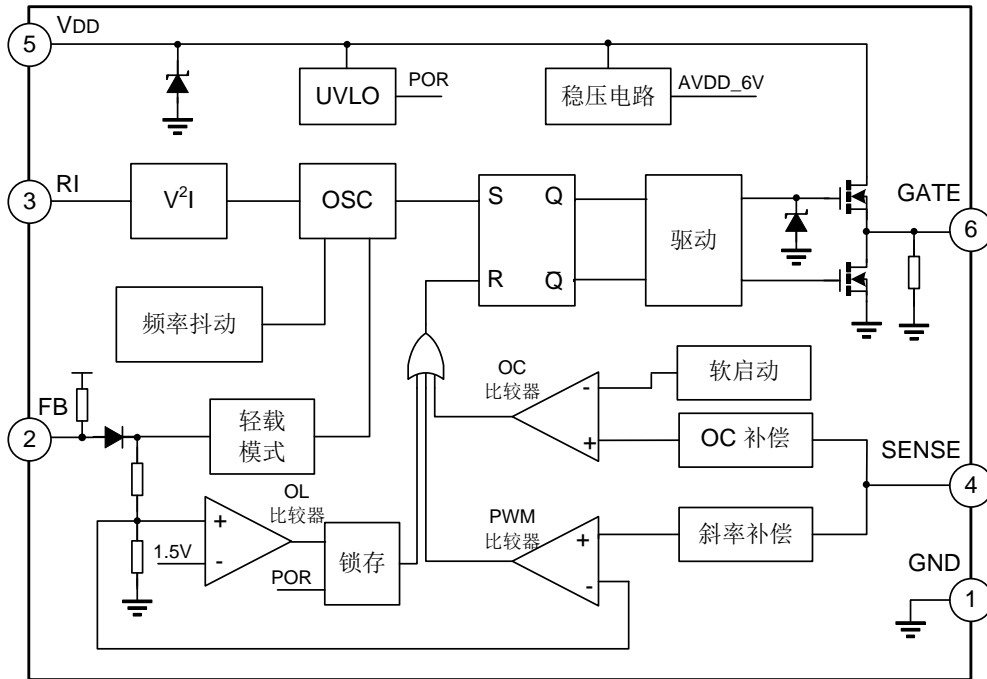 VDD
5
UVLO
POR
稳压电路
AVDD_6V
3
RI
V²I
OSC
S
Q
R
Q̅
驱动
GATE
6
频率抖动
OC
比较器
-
+
软启动
FB
2
轻载
模式
OC 补偿
SENSE
4
OL
比较器
+
-
1.5V
POR
锁存
PWM
比较器
+
-
斜率补偿
GND
1